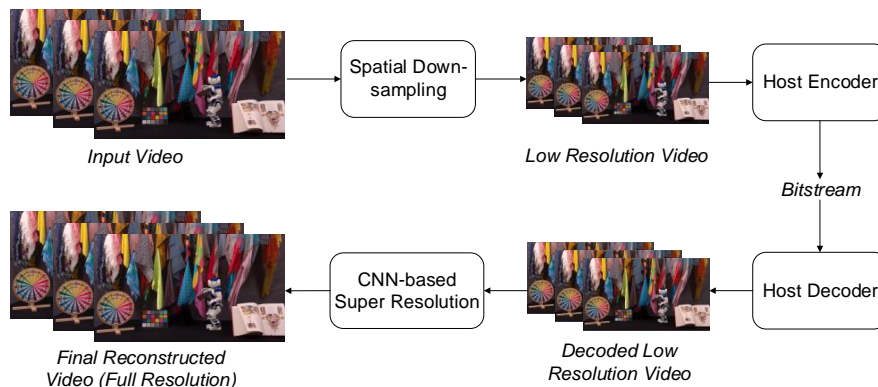 Spatial Down-
sampling
Host Encoder
Input Video
Low Resolution Video
Bitstream
CNN-based
Super Resolution
Host Decoder
Final Reconstructed
Video (Full Resolution)
Decoded Low
Resolution Video